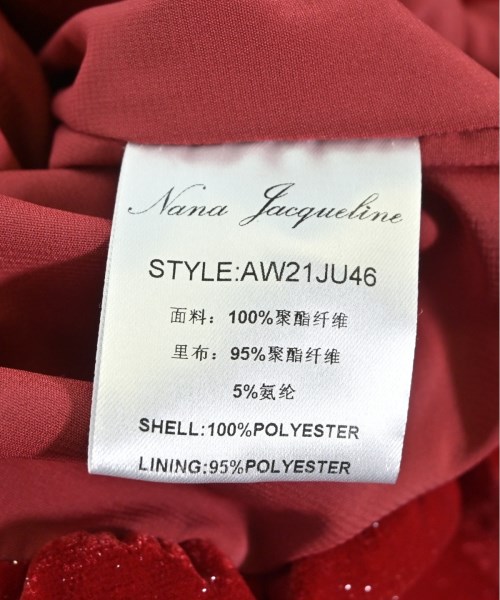 Nana Jacqueline
STYLE:AW21JU46
面料：100%聚酯纤维
里布：95%聚酯纤维
5%氨纶
SHELL:100%POLYESTER
LINING:95%POLYESTER